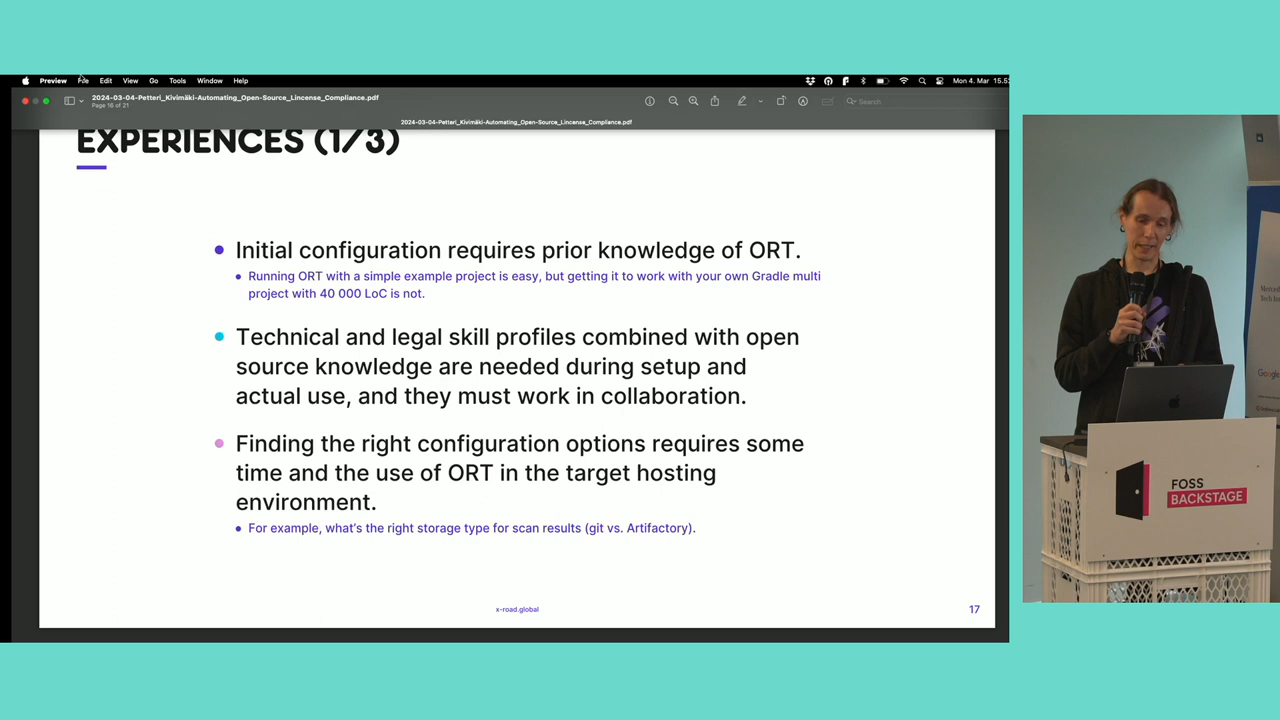 Preview File Edit View Go Tools Window Help
Mon 4. Mar 15.5
2024-03-04-Petteri_Kivimäki-Automating_Open-Source_Lincense_Compliance.pdf
Page 16 of 21
Search
2024-03-04-Petteri_Kivimäki-Automating_Open-Source_Lincense_Compliance.pdf
EXPERIENCES (1/3)
Initial configuration requires prior knowledge of ORT.
Running ORT with a simple example project is easy, but getting it to work with your own Gradle multi
project with 40 000 LoC is not.
Technical and legal skill profiles combined with open
source knowledge are needed during setup and
actual use, and they must work in collaboration.
Finding the right configuration options requires some
time and the use of ORT in the target hosting
environment.
For example, what's the right storage type for scan results (git vs. Artifactory).
x-road.global
17
FOSS
BACKSTAGE
Google